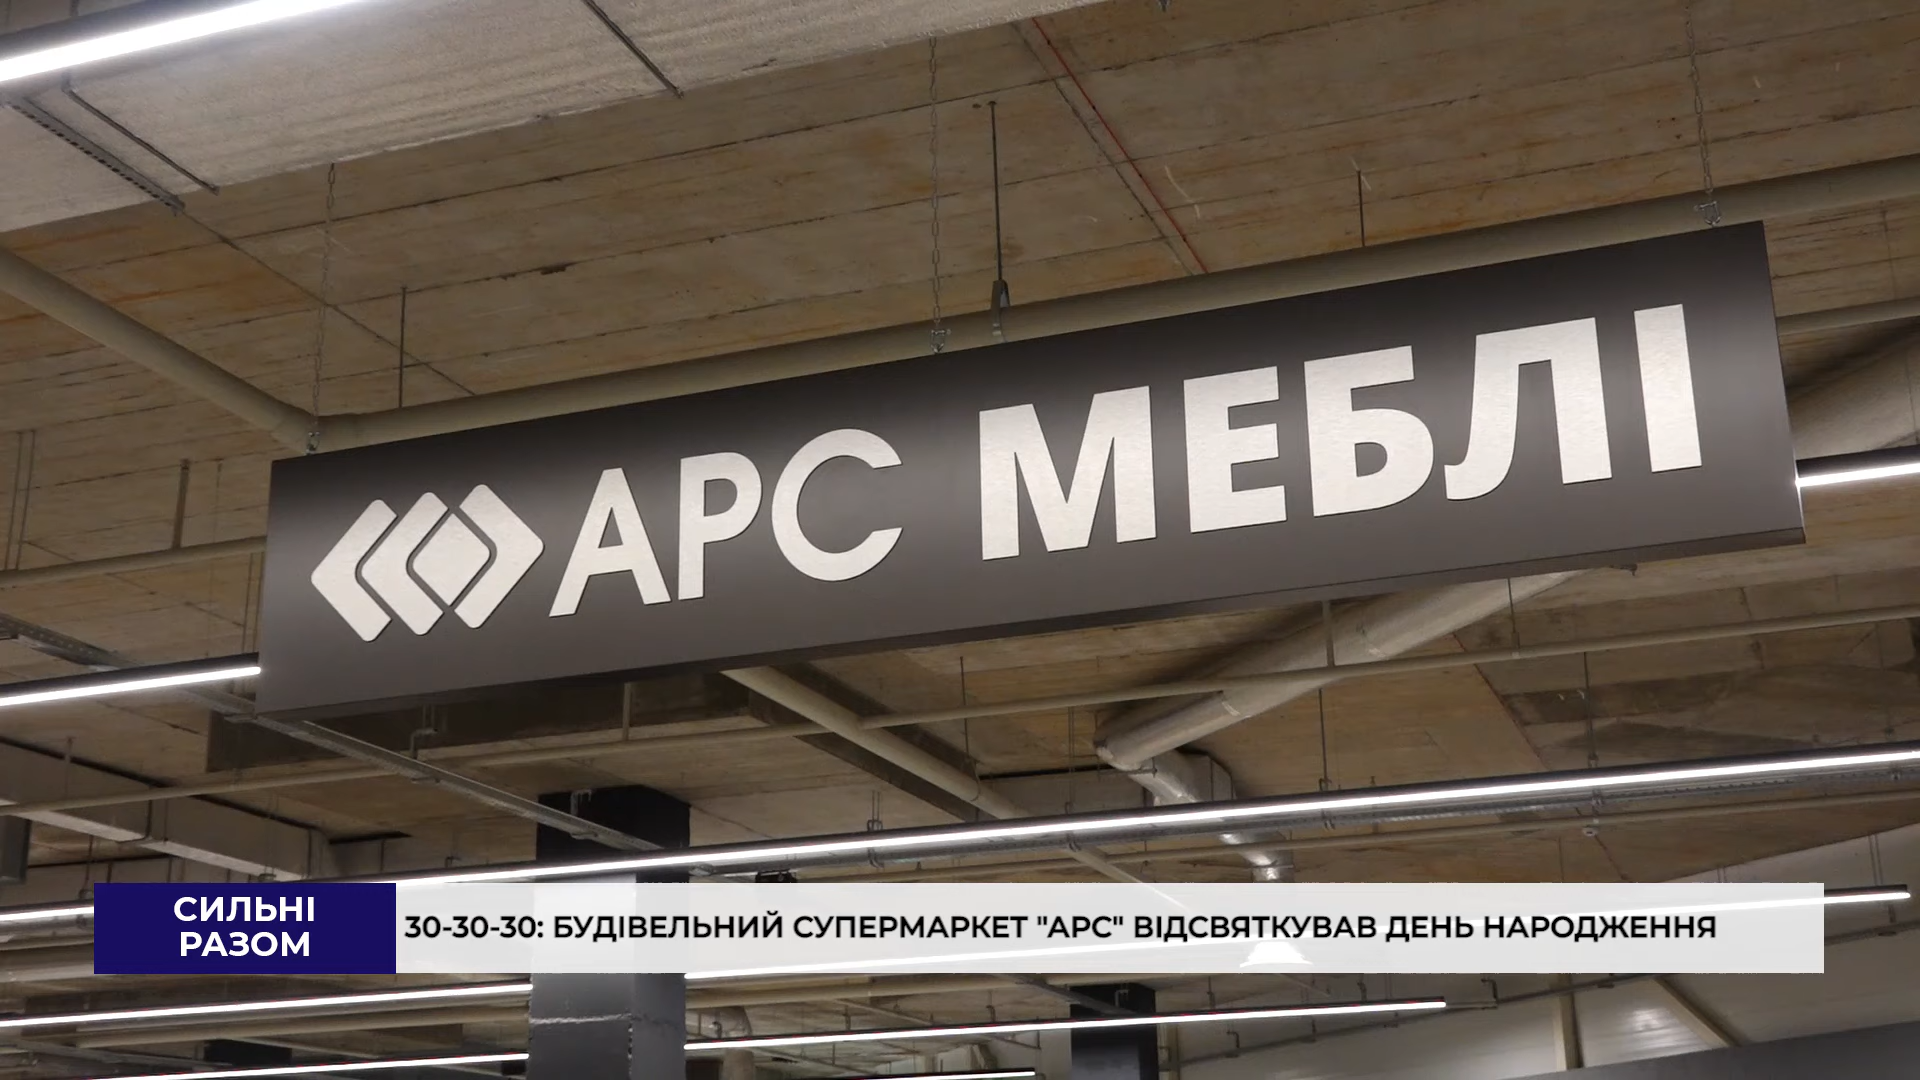 АРС МЕБЛІ
СИЛЬНІ
РАЗОМ
30-30-30: БУДІВЕЛЬНИЙ СУПЕРМАРКЕТ "АРС" ВІДСВЯТКУВАВ ДЕНЬ НАРОДЖЕННЯ